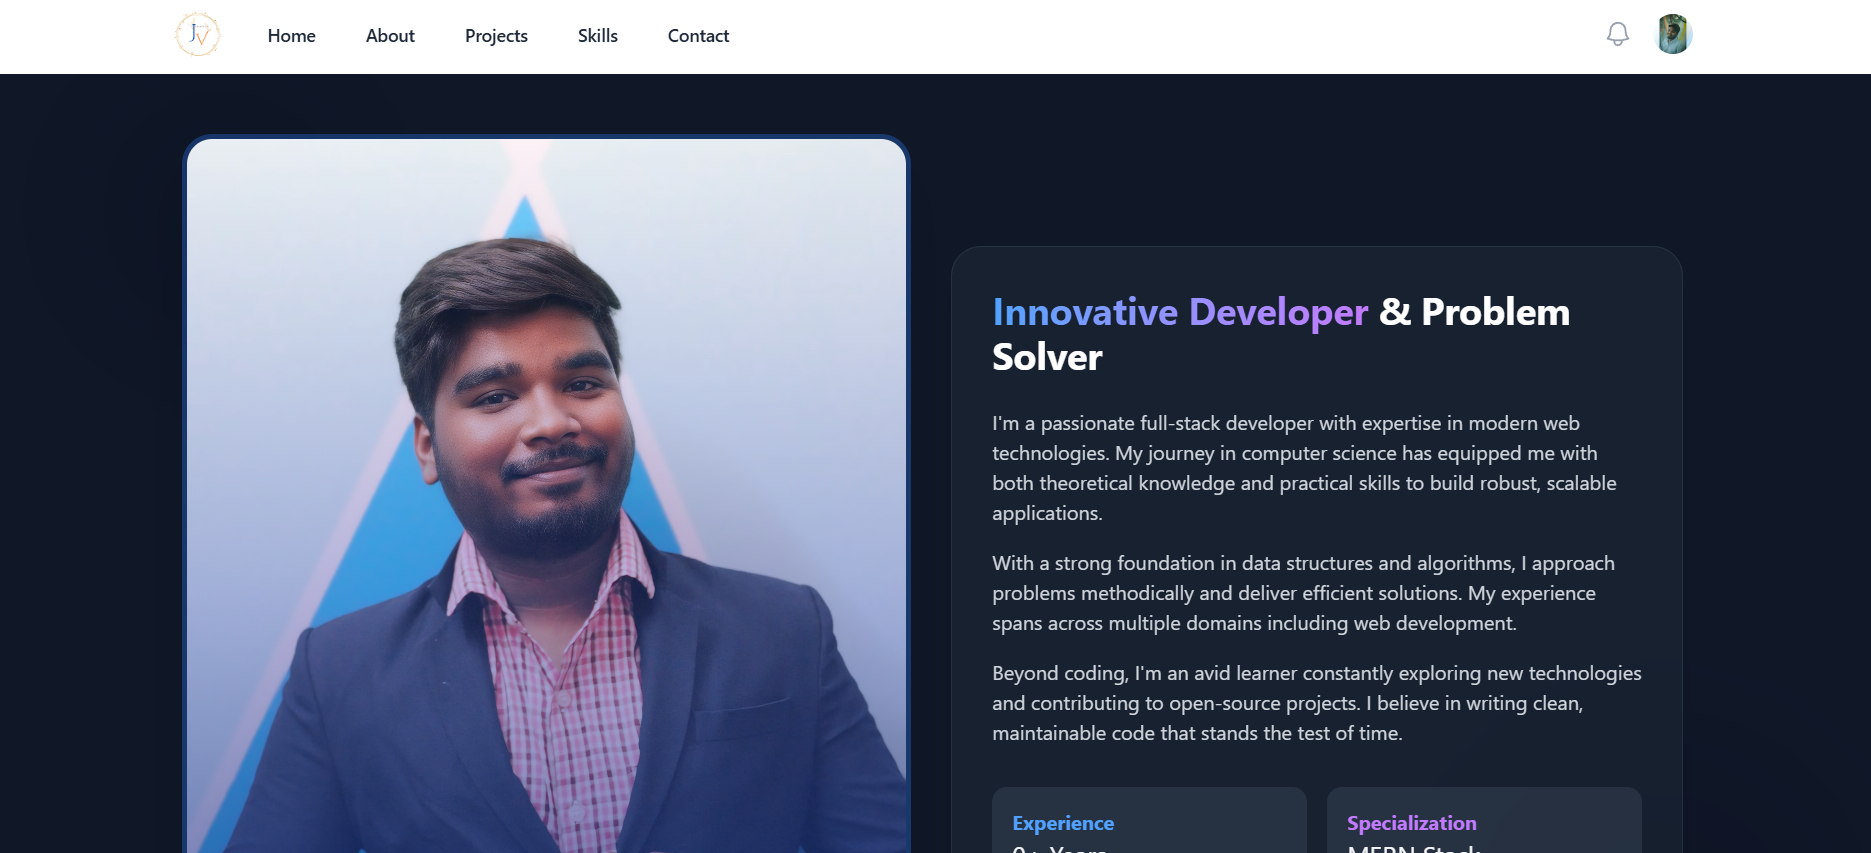 JV
Home
About
Projects
Skills
Contact
Innovative Developer & Problem
Solver
I'm a passionate full-stack developer with expertise in modern web
technologies. My journey in computer science has equipped me with
both theoretical knowledge and practical skills to build robust, scalable
applications.
With a strong foundation in data structures and algorithms, I approach
problems methodically and deliver efficient solutions. My experience
spans across multiple domains including web development.
Beyond coding, I'm an avid learner constantly exploring new technologies
and contributing to open-source projects. I believe in writing clean,
maintainable code that stands the test of time.
Experience
0+ Years
Specialization
MERN Stack